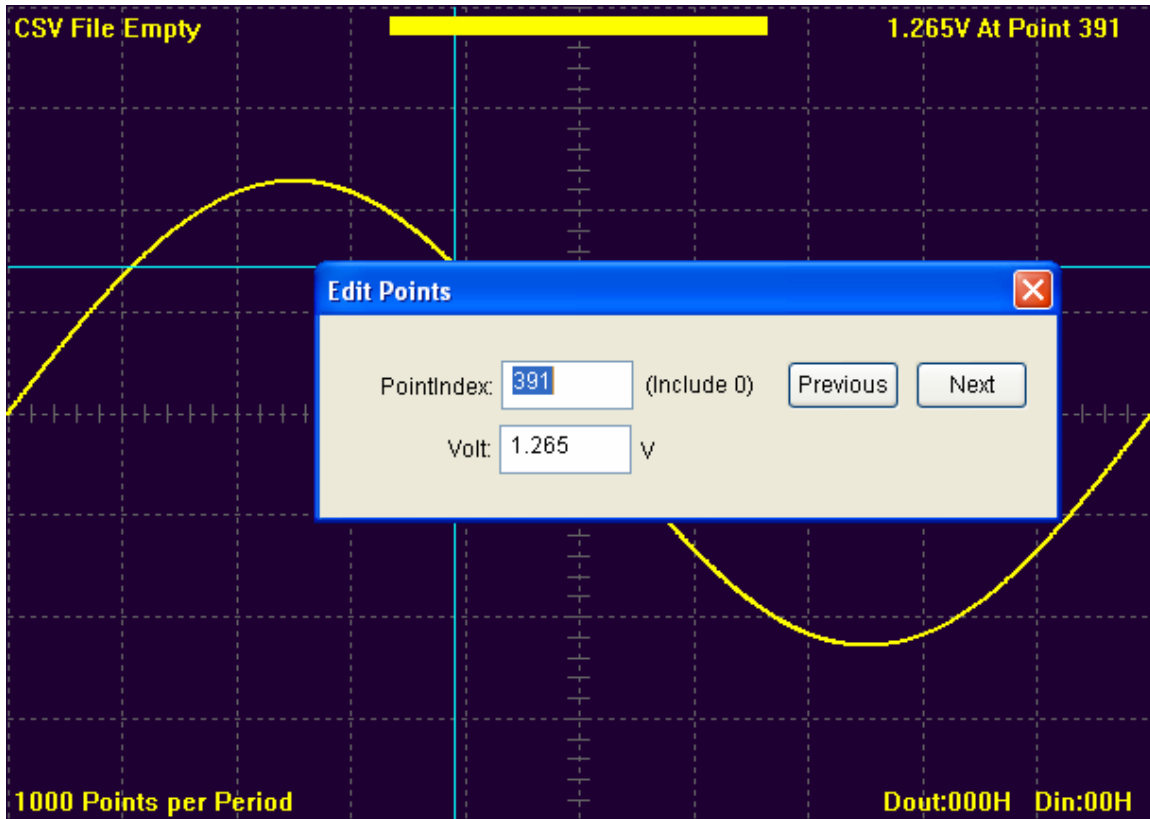 CSV File Empty
1.265V At Point 391
Edit Points
PointIndex: 391 (Include 0) Previous Next
Volt: 1.265 V
1000 Points per Period
Dout:000H Din:00H